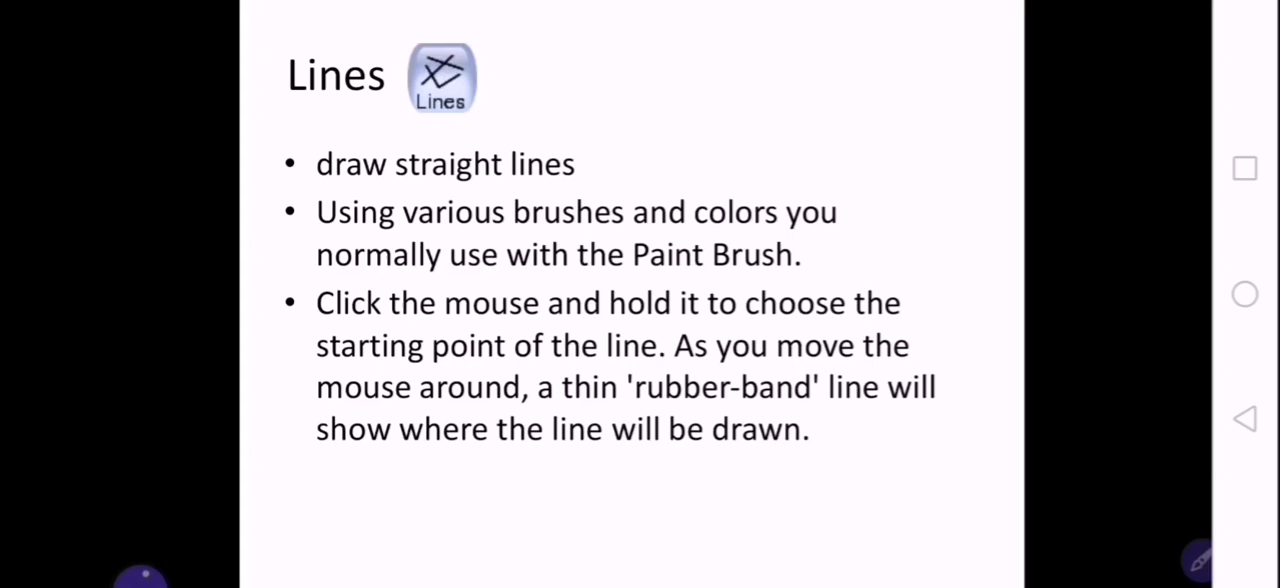 Lines
Lines
• draw straight lines
• Using various brushes and colors you
normally use with the Paint Brush.
• Click the mouse and hold it to choose the
starting point of the line. As you move the
mouse around, a thin 'rubber-band' line will
show where the line will be drawn.